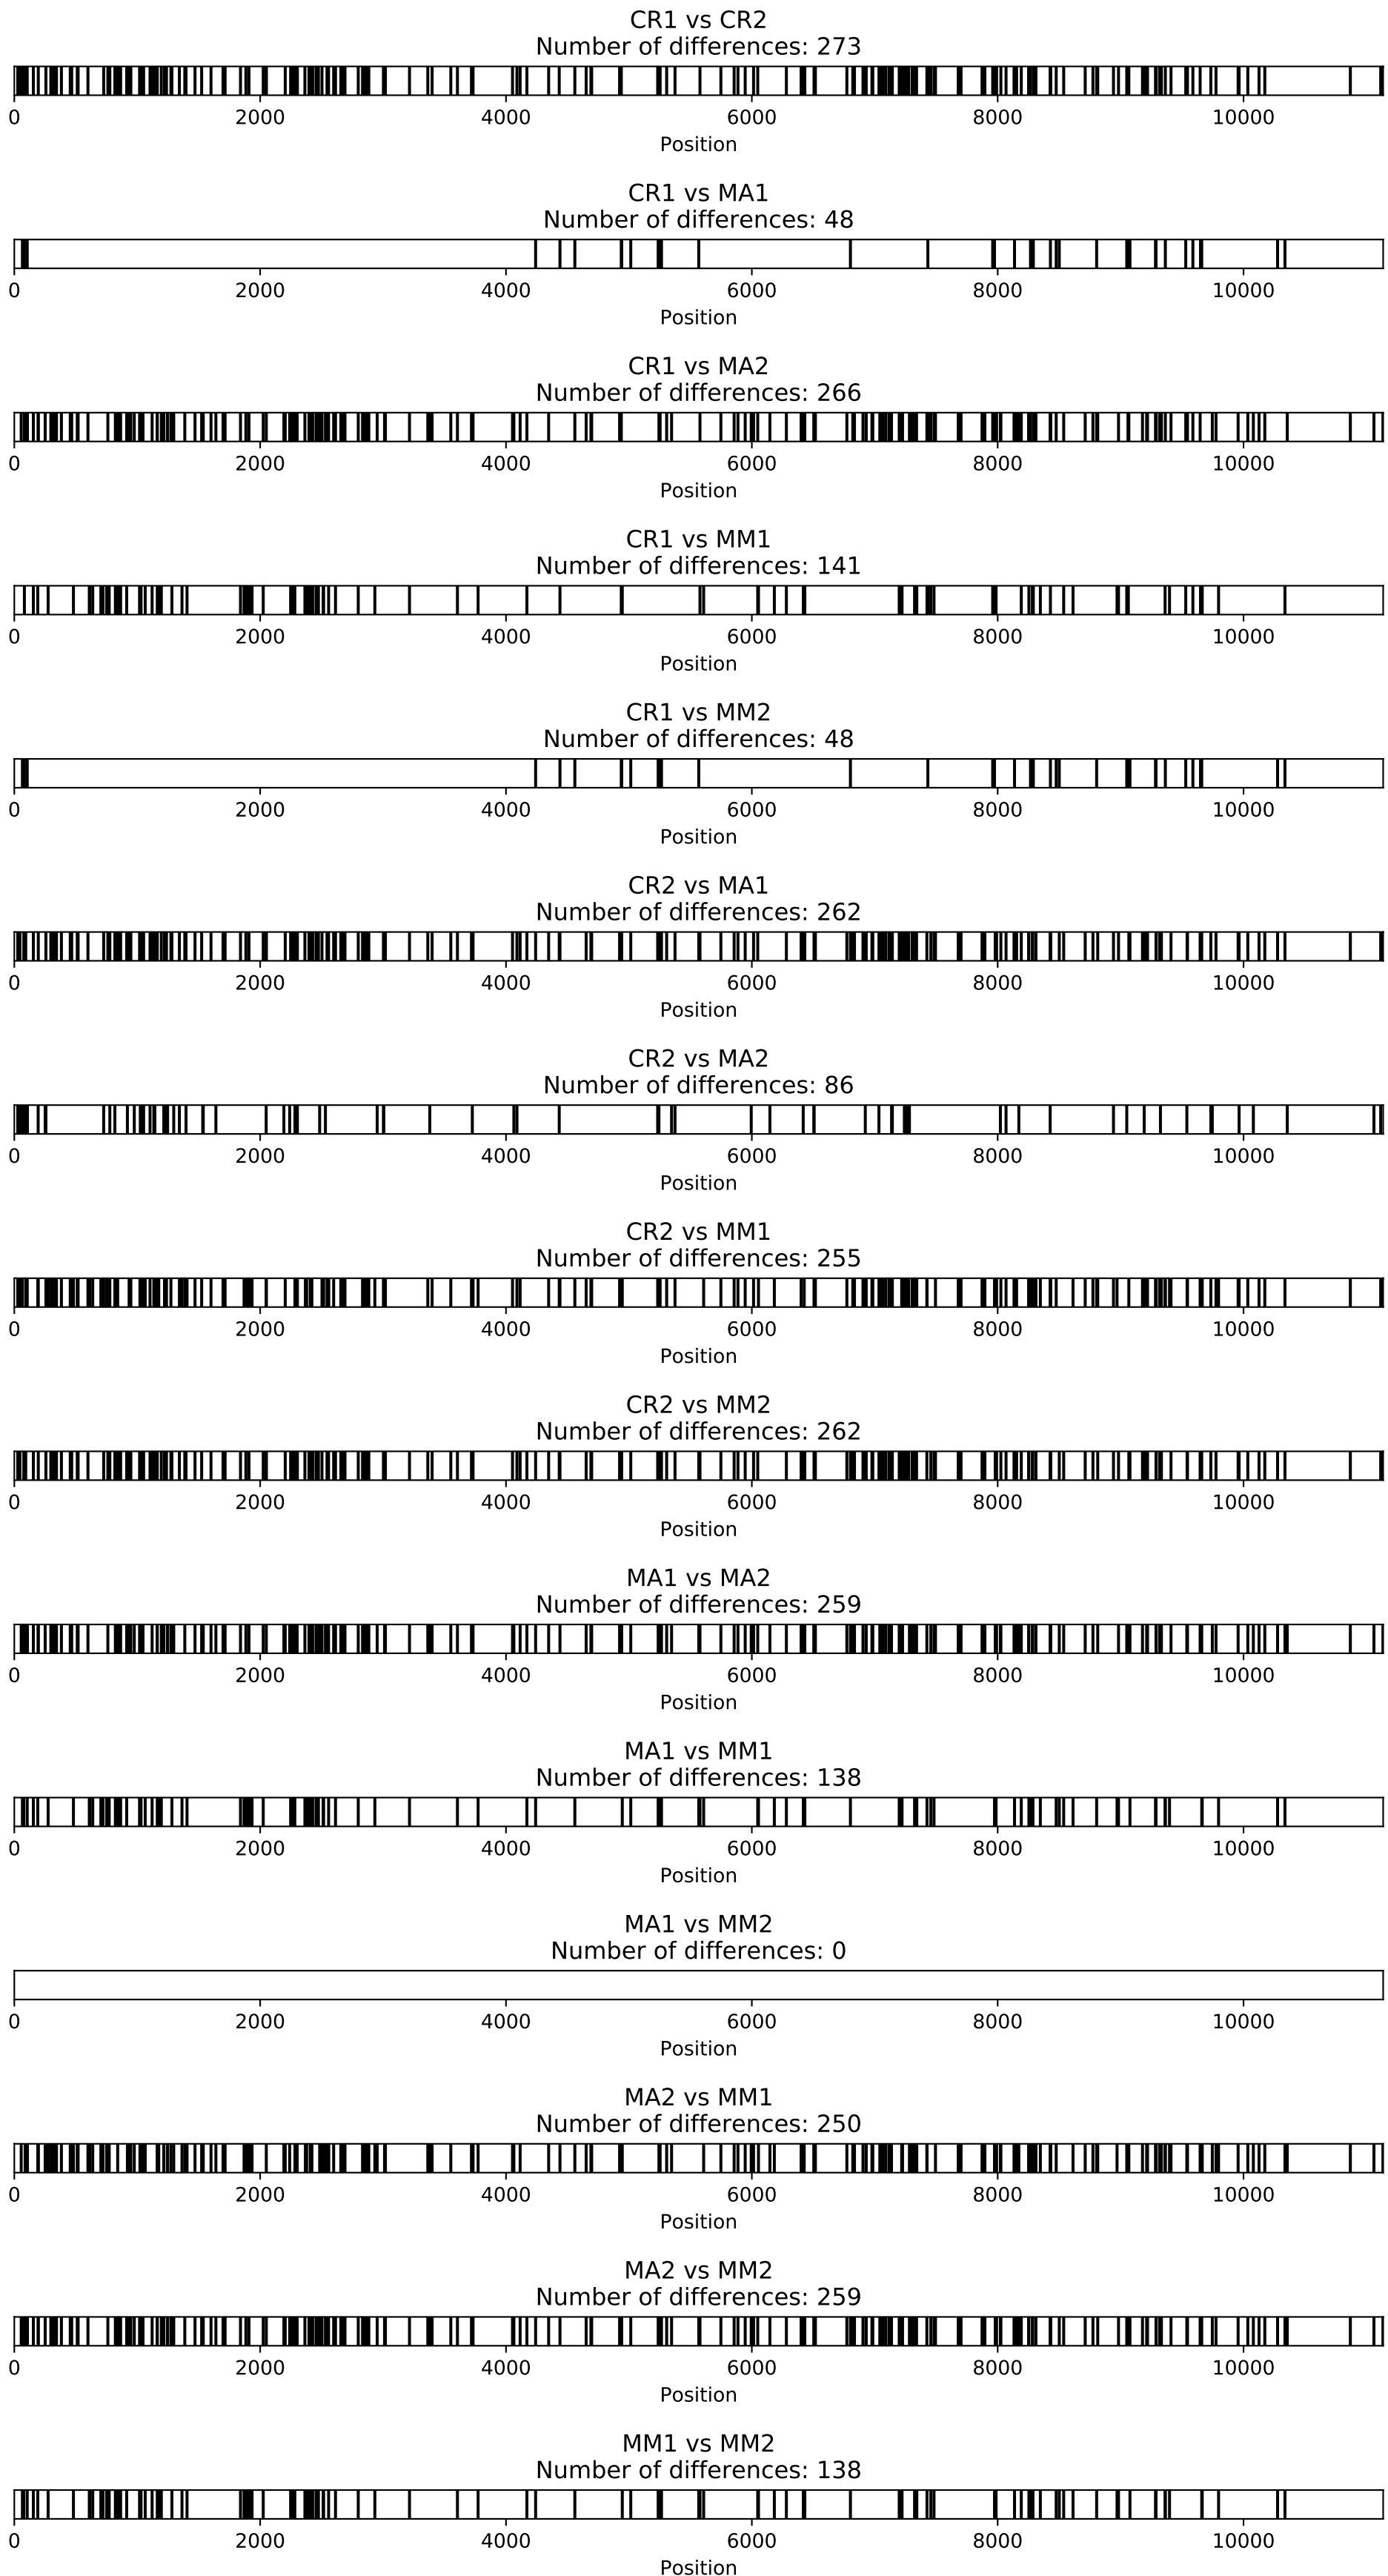 CR1 vs CR2
Number of differences: 273
0 2000 4000 6000 8000 10000
Position
CR1 vs MA1
Number of differences: 48
0 2000 4000 6000 8000 10000
Position
CR1 vs MA2
Number of differences: 266
0 2000 4000 6000 8000 10000
Position
CR1 vs MM1
Number of differences: 141
0 2000 4000 6000 8000 10000
Position
CR1 vs MM2
Number of differences: 48
0 2000 4000 6000 8000 10000
Position
CR2 vs MA1
Number of differences: 262
0 2000 4000 6000 8000 10000
Position
CR2 vs MA2
Number of differences: 86
0 2000 4000 6000 8000 10000
Position
CR2 vs MM1
Number of differences: 255
0 2000 4000 6000 8000 10000
Position
CR2 vs MM2
Number of differences: 262
0 2000 4000 6000 8000 10000
Position
MA1 vs MA2
Number of differences: 259
0 2000 4000 6000 8000 10000
Position
MA1 vs MM1
Number of differences: 138
0 2000 4000 6000 8000 10000
Position
MA1 vs MM2
Number of differences: 0
0 2000 4000 6000 8000 10000
Position
MA2 vs MM1
Number of differences: 250
0 2000 4000 6000 8000 10000
Position
MA2 vs MM2
Number of differences: 259
0 2000 4000 6000 8000 10000
Position
MM1 vs MM2
Number of differences: 138
0 2000 4000 6000 8000 10000
Position